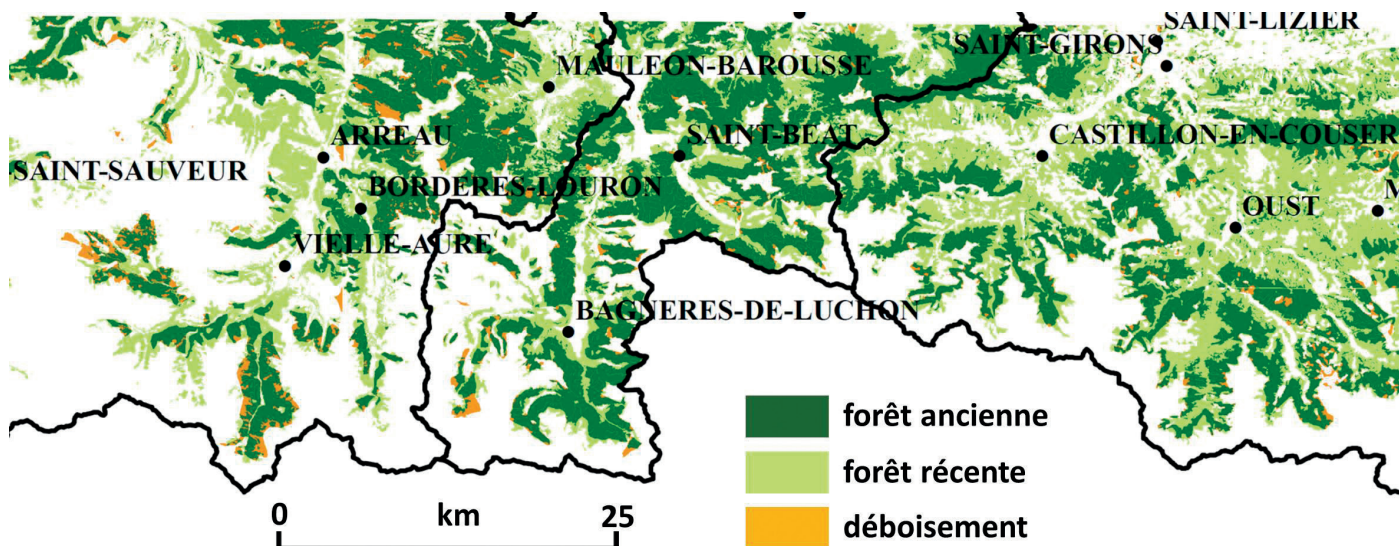 SAINT-LIZIER
SAINT-GIRONS
MAULEON-BAROUSSE
ARREAU
SAINT-BEAT
CASTILLON-EN-COUSER
SAINT-SAUVEUR
BORDERES-LOURON
OUST
M
VIELLE-AURE
BAGNERES-DE-LUCHON
forêt ancienne
forêt récente
déboisement
0 km 25